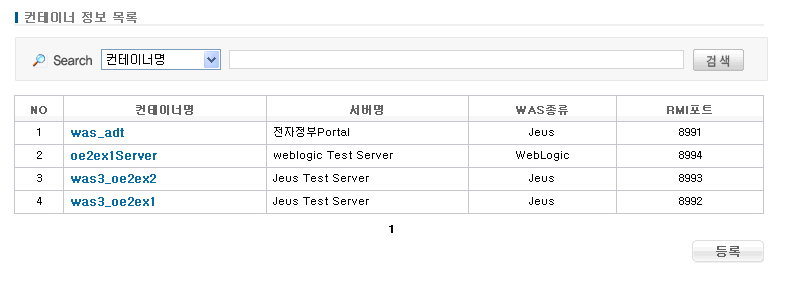 컨테이너 정보 목록
Search 컨테이너명 검색
NO 컨테이너명 서버명 WAS종류 RMI포트
1 was_adt 전자정부Portal Jeus 8991
2 oe2ex1Server weblogic Test Server WebLogic 8994
3 was3_oe2ex2 Jeus Test Server Jeus 8993
4 was3_oe2ex1 Jeus Test Server Jeus 8992
1
등록